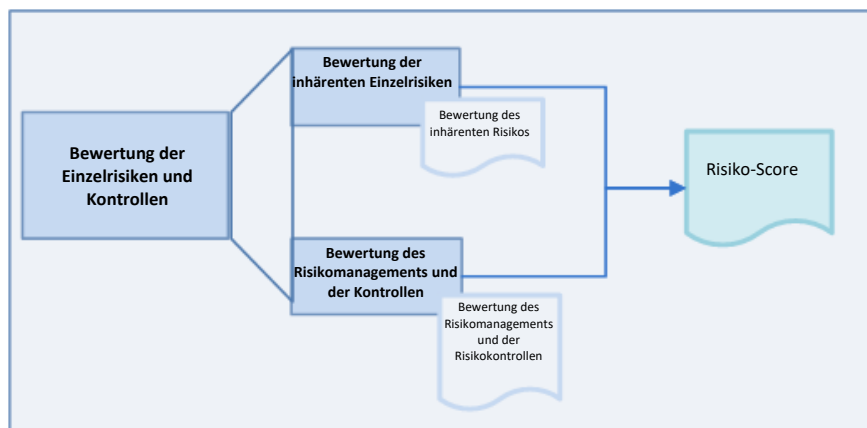 Bewertung der
Einzelrisiken und
Kontrollen
Bewertung der
inhärenten Einzelrisiken
Bewertung des
inhärenten Risikos
Bewertung des
Risikomanagements und
der Kontrollen
Bewertung des
Risikomanagements
und der
Risikokontrollen
Risiko-Score